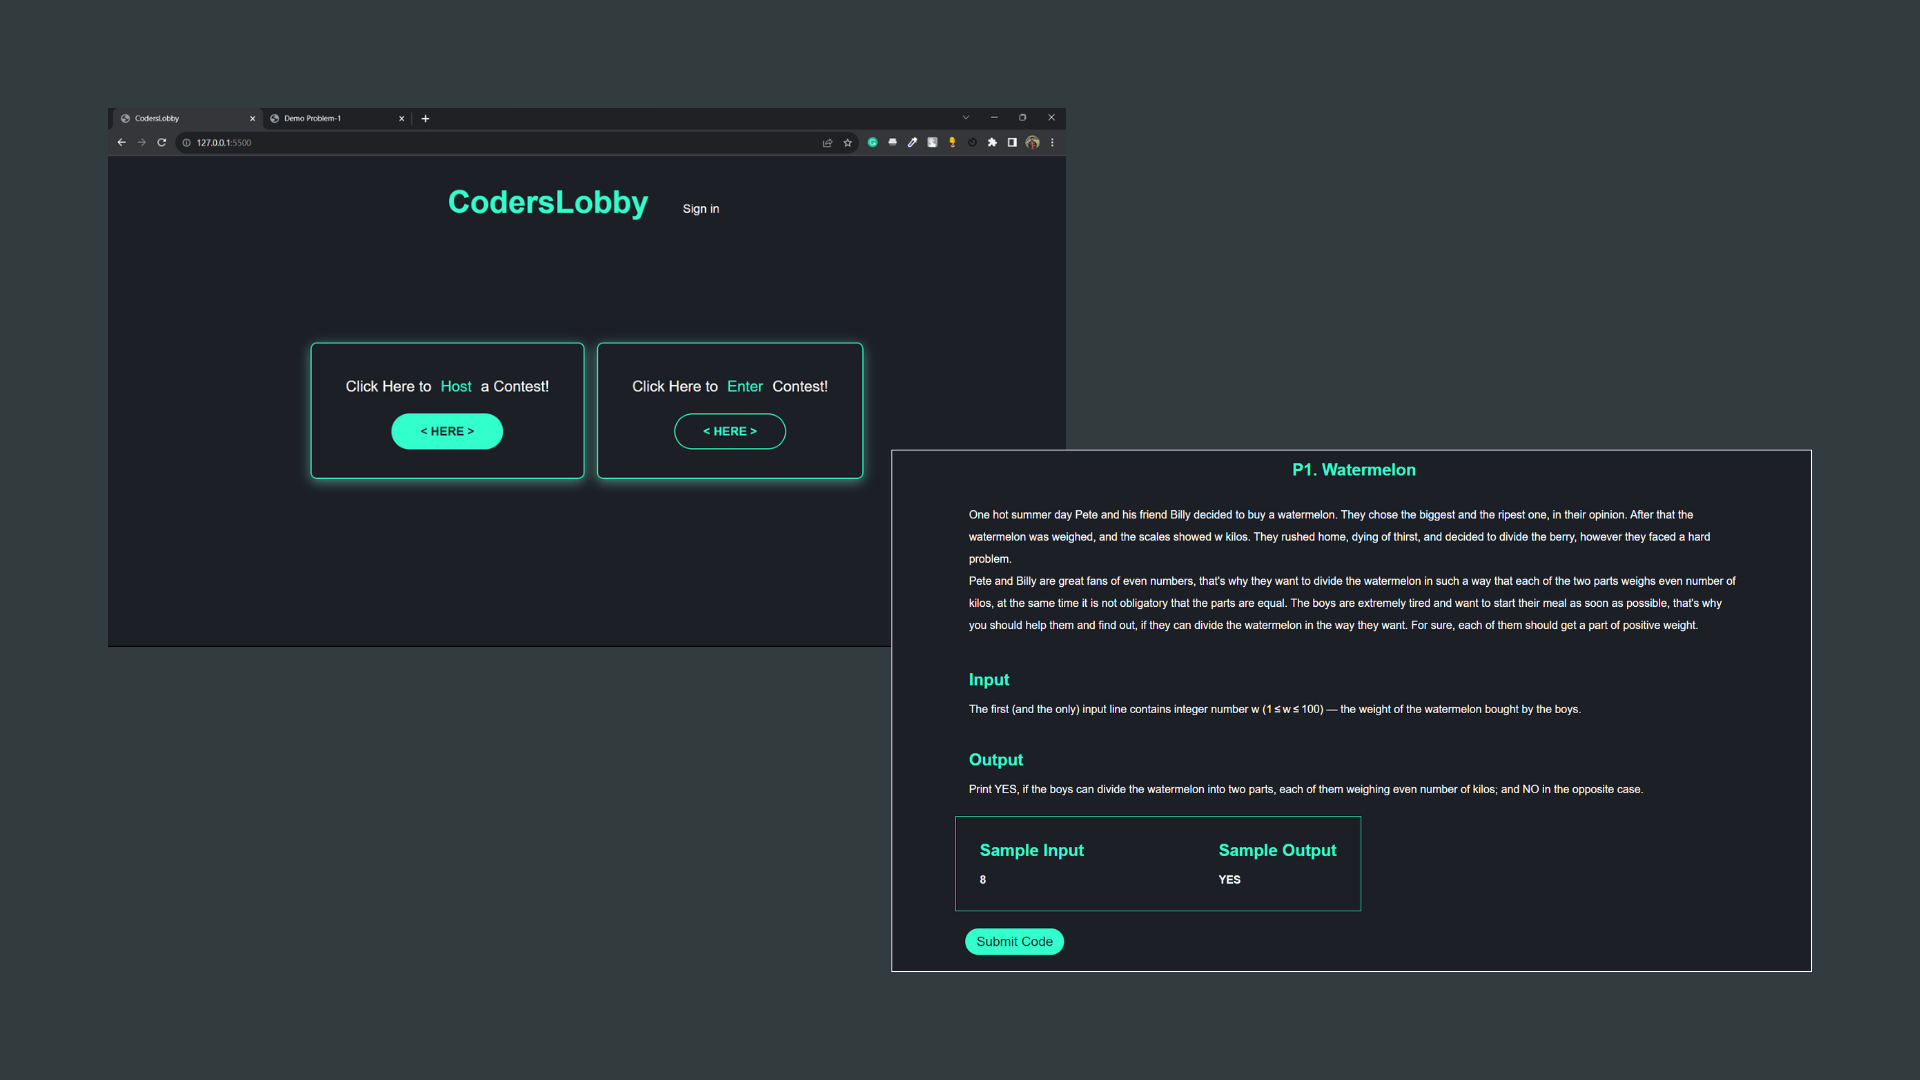 CodersLobby
Demo Problem-1
127.0.0.1:5500
CodersLobby
Sign in
Click Here to Host a Contest!
< HERE >
Click Here to Enter Contest!
< HERE >
P1. Watermelon
One hot summer day Pete and his friend Billy decided to buy a watermelon. They chose the biggest and the ripest one, in their opinion. After that the
watermelon was weighed, and the scales showed w kilos. They rushed home, dying of thirst, and decided to divide the berry, however they faced a hard
problem.
Pete and Billy are great fans of even numbers, that's why they want to divide the watermelon in such a way that each of the two parts weighs even number of
kilos, at the same time it is not obligatory that the parts are equal. The boys are extremely tired and want to start their meal as soon as possible, that's why
you should help them and find out, if they can divide the watermelon in the way they want. For sure, each of them should get a part of positive weight.
Input
The first (and the only) input line contains integer number w (1 ≤ w ≤ 100) — the weight of the watermelon bought by the boys.
Output
Print YES, if the boys can divide the watermelon into two parts, each of them weighing even number of kilos; and NO in the opposite case.
Sample Input
Sample Output
8
YES
Submit Code